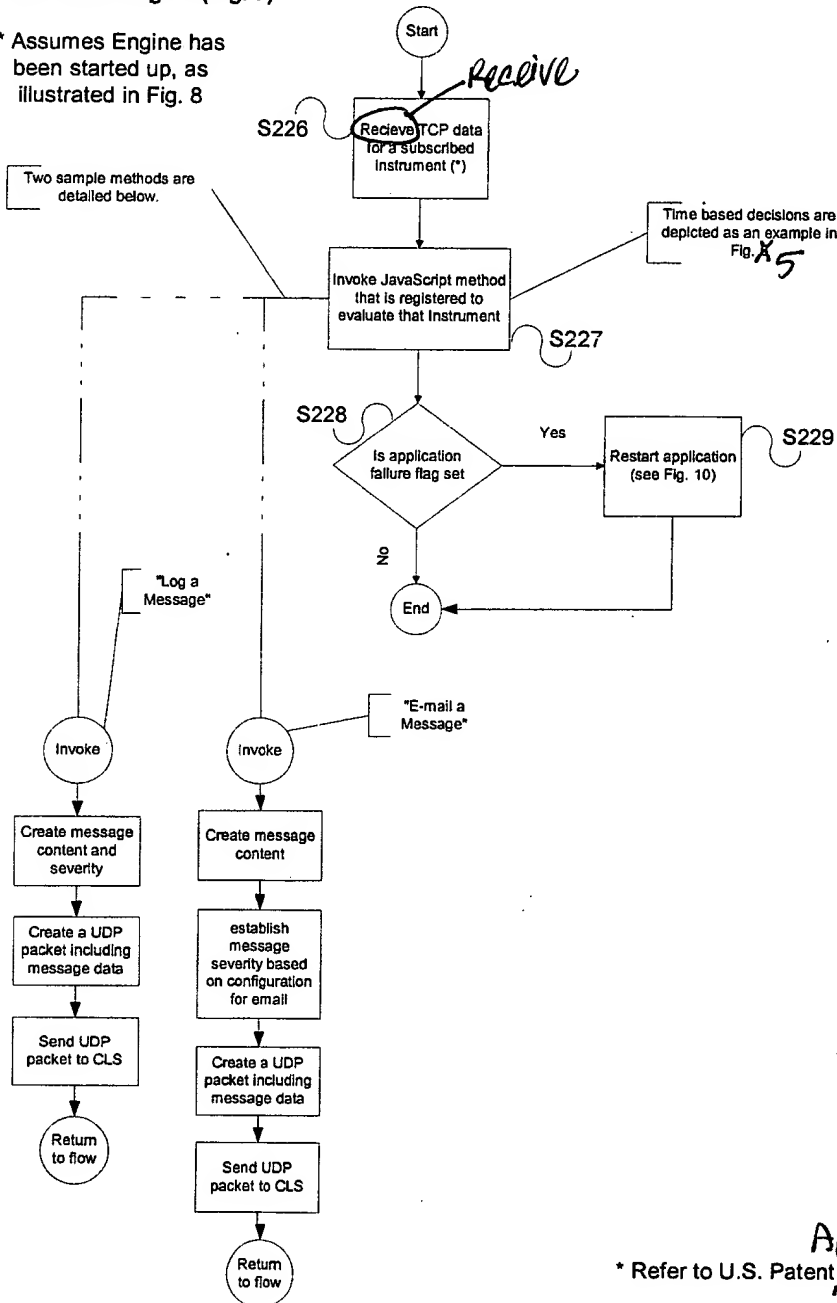 * Assumes Engine has
been started up, as
illustrated in Fig. 8
Start
Receive
S226
Recieve TCP data
for a subscribed
Instrument (*)
Two sample methods are
detailed below.
Time based decisions are
depicted as an example in
Fig. 5
Invoke JavaScript method
that is registered to
evaluate that Instrument
S227
S228
Is application
failure flag set
Yes
Restart application
(see Fig. 10)
S229
No
End
"Log a
Message"
"E-mail a
Message"
Invoke
Invoke
Create message
content and
severity
Create message
content
Create a UDP
packet including
message data
establish
message
severity based
on configuration
for email
Send UDP
packet to CLS
Create a UDP
packet including
message data
Return
to flow
Send UDP
packet to CLS
Return
to flow
* Refer to U.S. Patent